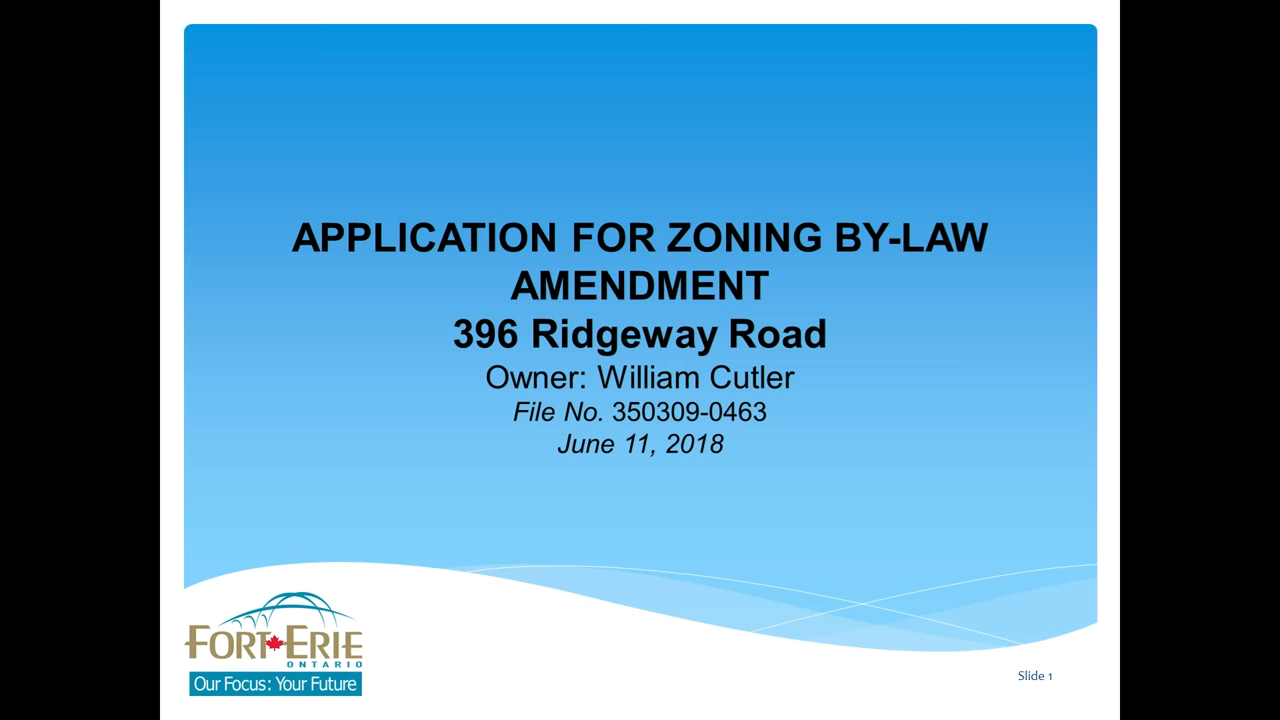 APPLICATION FOR ZONING BY-LAW
AMENDMENT
396 Ridgeway Road
Owner: William Cutler
File No. 350309-0463
June 11, 2018
FORT ERIE
ONTARIO
Our Focus: Your Future
Slide 1